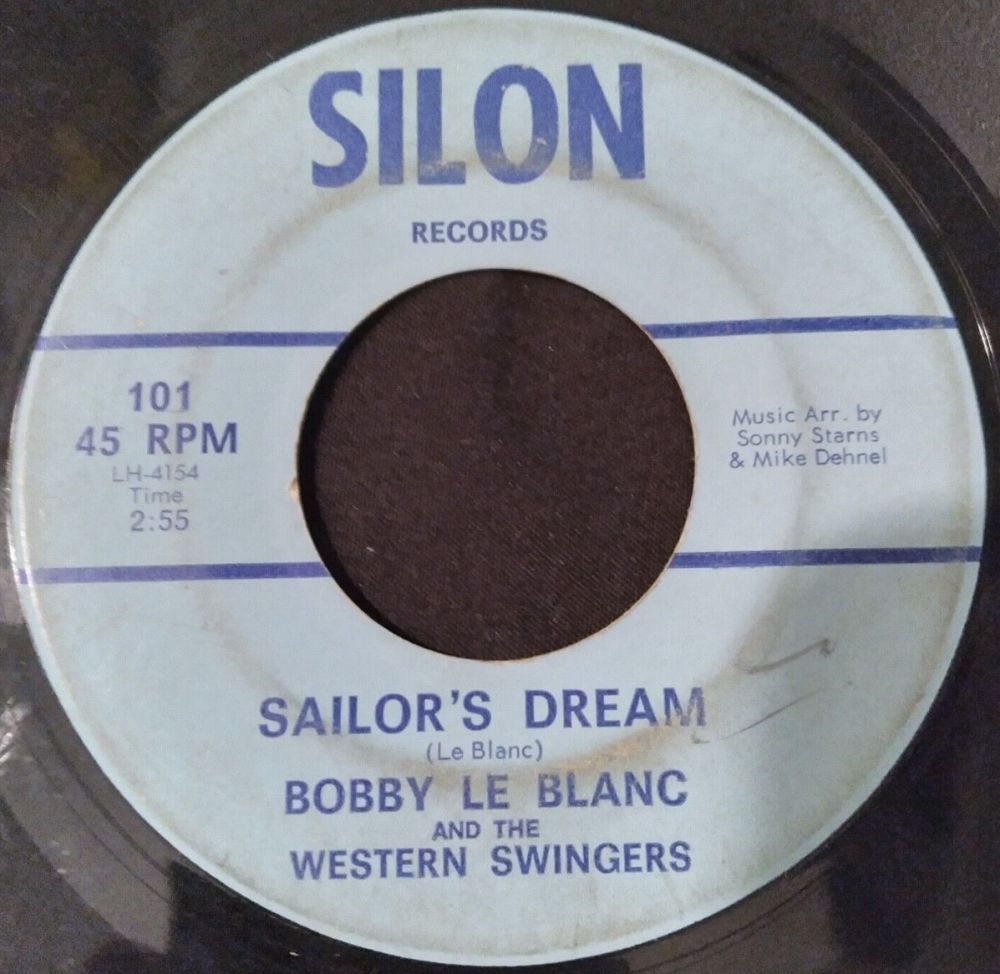 SILON
RECORDS
101
45 RPM
LH-4154
Time
2:55
Music Arr. by
Sonny Starns
& Mike Dehnel
SAILOR'S DREAM
(Le Blanc)
BOBBY LE BLANC
AND THE
WESTERN SWINGERS